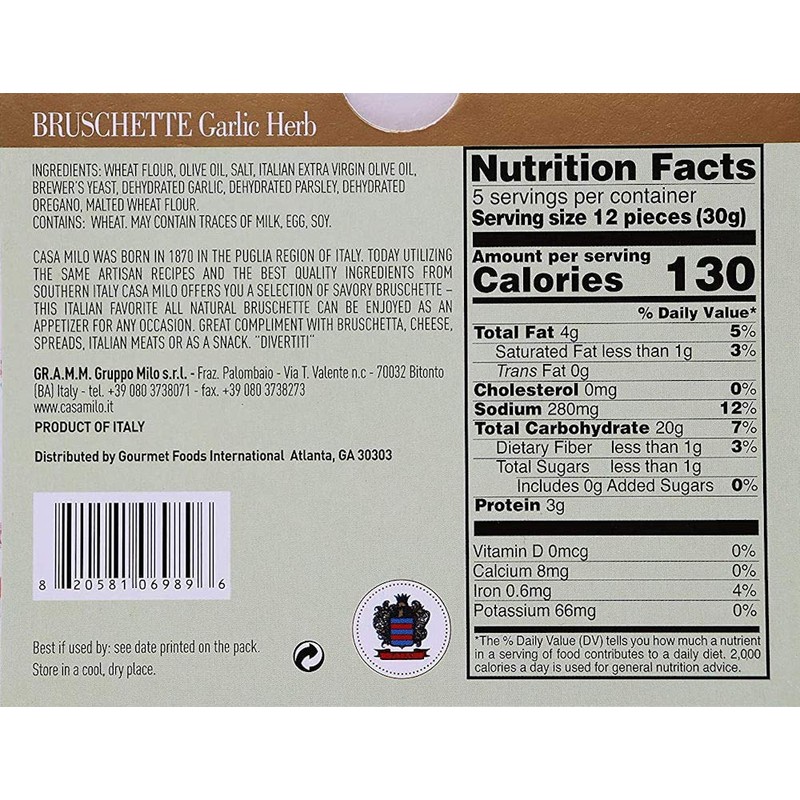 BRUSCHETTE Garlic Herb
INGREDIENTS: WHEAT FLOUR, OLIVE OIL, SALT, ITALIAN EXTRA VIRGIN OLIVE OIL,
BREWER'S YEAST, DEHYDRATED GARLIC, DEHYDRATED PARSLEY, DEHYDRATED
OREGANO, MALTED WHEAT FLOUR.
CONTAINS: WHEAT. MAY CONTAIN TRACES OF MILK, EGG, SOY.
CASA MILO WAS BORN IN 1870 IN THE PUGLIA REGION OF ITALY. TODAY UTILIZING
THE SAME ARTISAN RECIPES AND THE BEST QUALITY INGREDIENTS FROM
SOUTHERN ITALY CASA MILO OFFERS YOU A SELECTION OF SAVORY BRUSCHETTE –
THIS ITALIAN FAVORITE ALL NATURAL BRUSCHETTE CAN BE ENJOYED AS AN
APPETIZER FOR ANY OCCASION. GREAT COMPLIMENT WITH BRUSCHETTA, CHEESE,
SPREADS, ITALIAN MEATS OR AS A SNACK. "DIVERTITI"
GR.A.M.M. Gruppo Milo s.r.l. - Fraz. Palombaio - Via T. Valente n.c - 70032 Bitonto
(BA) Italy - tel. +39 080 3738071 - fax. +39 080 3738273
www.casamilo.it
PRODUCT OF ITALY
Distributed by Gourmet Foods International Atlanta, GA 30303
8 20581 06989 6
Best if used by: see date printed on the pack.
Store in a cool, dry place.
Nutrition Facts
5 servings per container
Serving size 12 pieces (30g)
Amount per serving
Calories 130
% Daily Value*
Total Fat 4g 5%
Saturated Fat less than 1g 3%
Trans Fat 0g
Cholesterol 0mg 0%
Sodium 280mg 12%
Total Carbohydrate 20g 7%
Dietary Fiber less than 1g 3%
Total Sugars less than 1g
Includes 0g Added Sugars 0%
Protein 3g
Vitamin D 0mcg 0%
Calcium 8mg 0%
Iron 0.6mg 4%
Potassium 66mg 0%
*The % Daily Value (DV) tells you how much a nutrient
in a serving of food contributes to a daily diet. 2,000
calories a day is used for general nutrition advice.